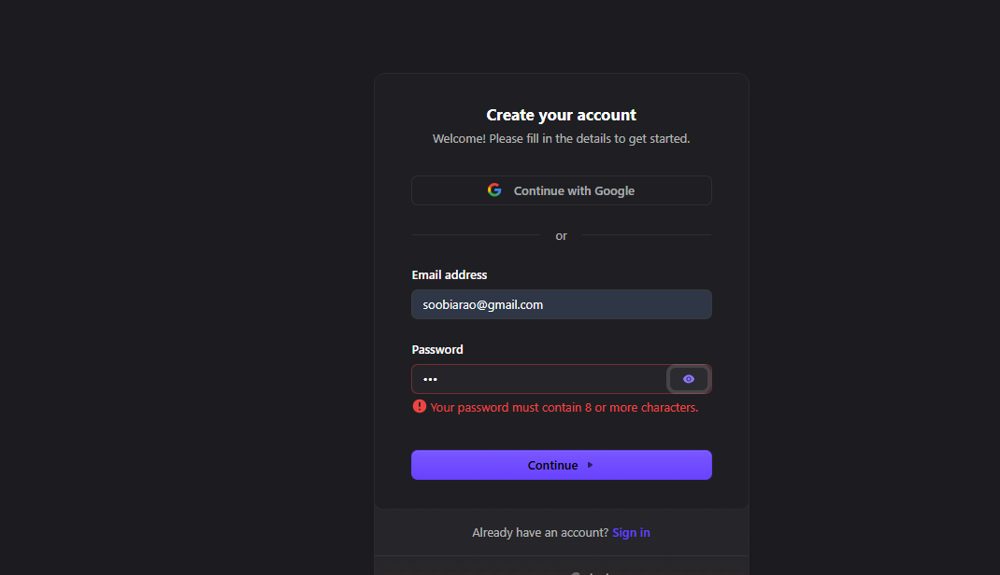 Create your account
Welcome! Please fill in the details to get started.
Continue with Google
or
Email address
soobiarao@gmail.com
Password
•••
Your password must contain 8 or more characters.
Continue
Already have an account? Sign in